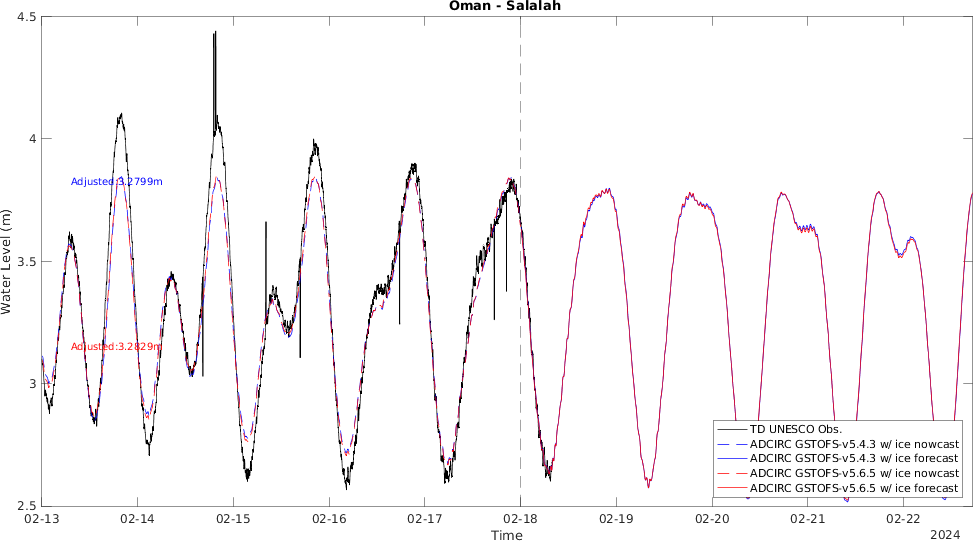 Oman - Salalah
4.5
4
3.5
3
2.5
Water Level (m)
Adjusted:3.2799m
Adjusted:3.2829m
TD UNESCO Obs.
ADCIRC GSTOFS-v5.4.3 w/ ice nowcast
ADCIRC GSTOFS-v5.4.3 w/ ice forecast
ADCIRC GSTOFS-v5.6.5 w/ ice nowcast
ADCIRC GSTOFS-v5.6.5 w/ ice forecast
02-13 02-14 02-15 02-16 02-17 02-18 02-19 02-20 02-21 02-22
Time
2024